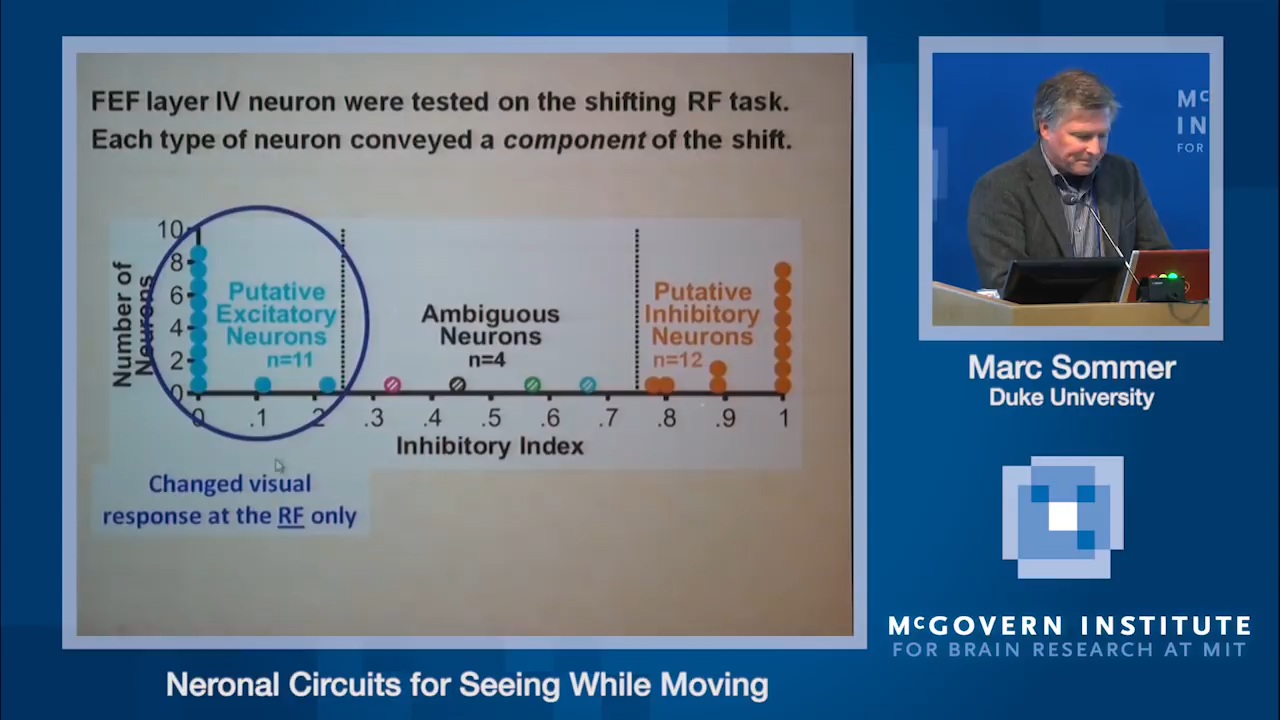 FEF layer IV neuron were tested on the shifting RF task.
Each type of neuron conveyed a component of the shift.
10
8
6
4
2
0
Number of
Neurons
Putative
Excitatory
Neurons
n=11
Ambiguous
Neurons
n=4
Putative
Inhibitory
Neurons
n=12
0 .1 .2 .3 .4 .5 .6 .7 .8 .9 1
Inhibitory Index
Changed visual
response at the RF only
Mc
IN
FOR
Marc Sommer
Duke University
McGOVERN INSTITUTE
FOR BRAIN RESEARCH AT MIT
Neronal Circuits for Seeing While Moving